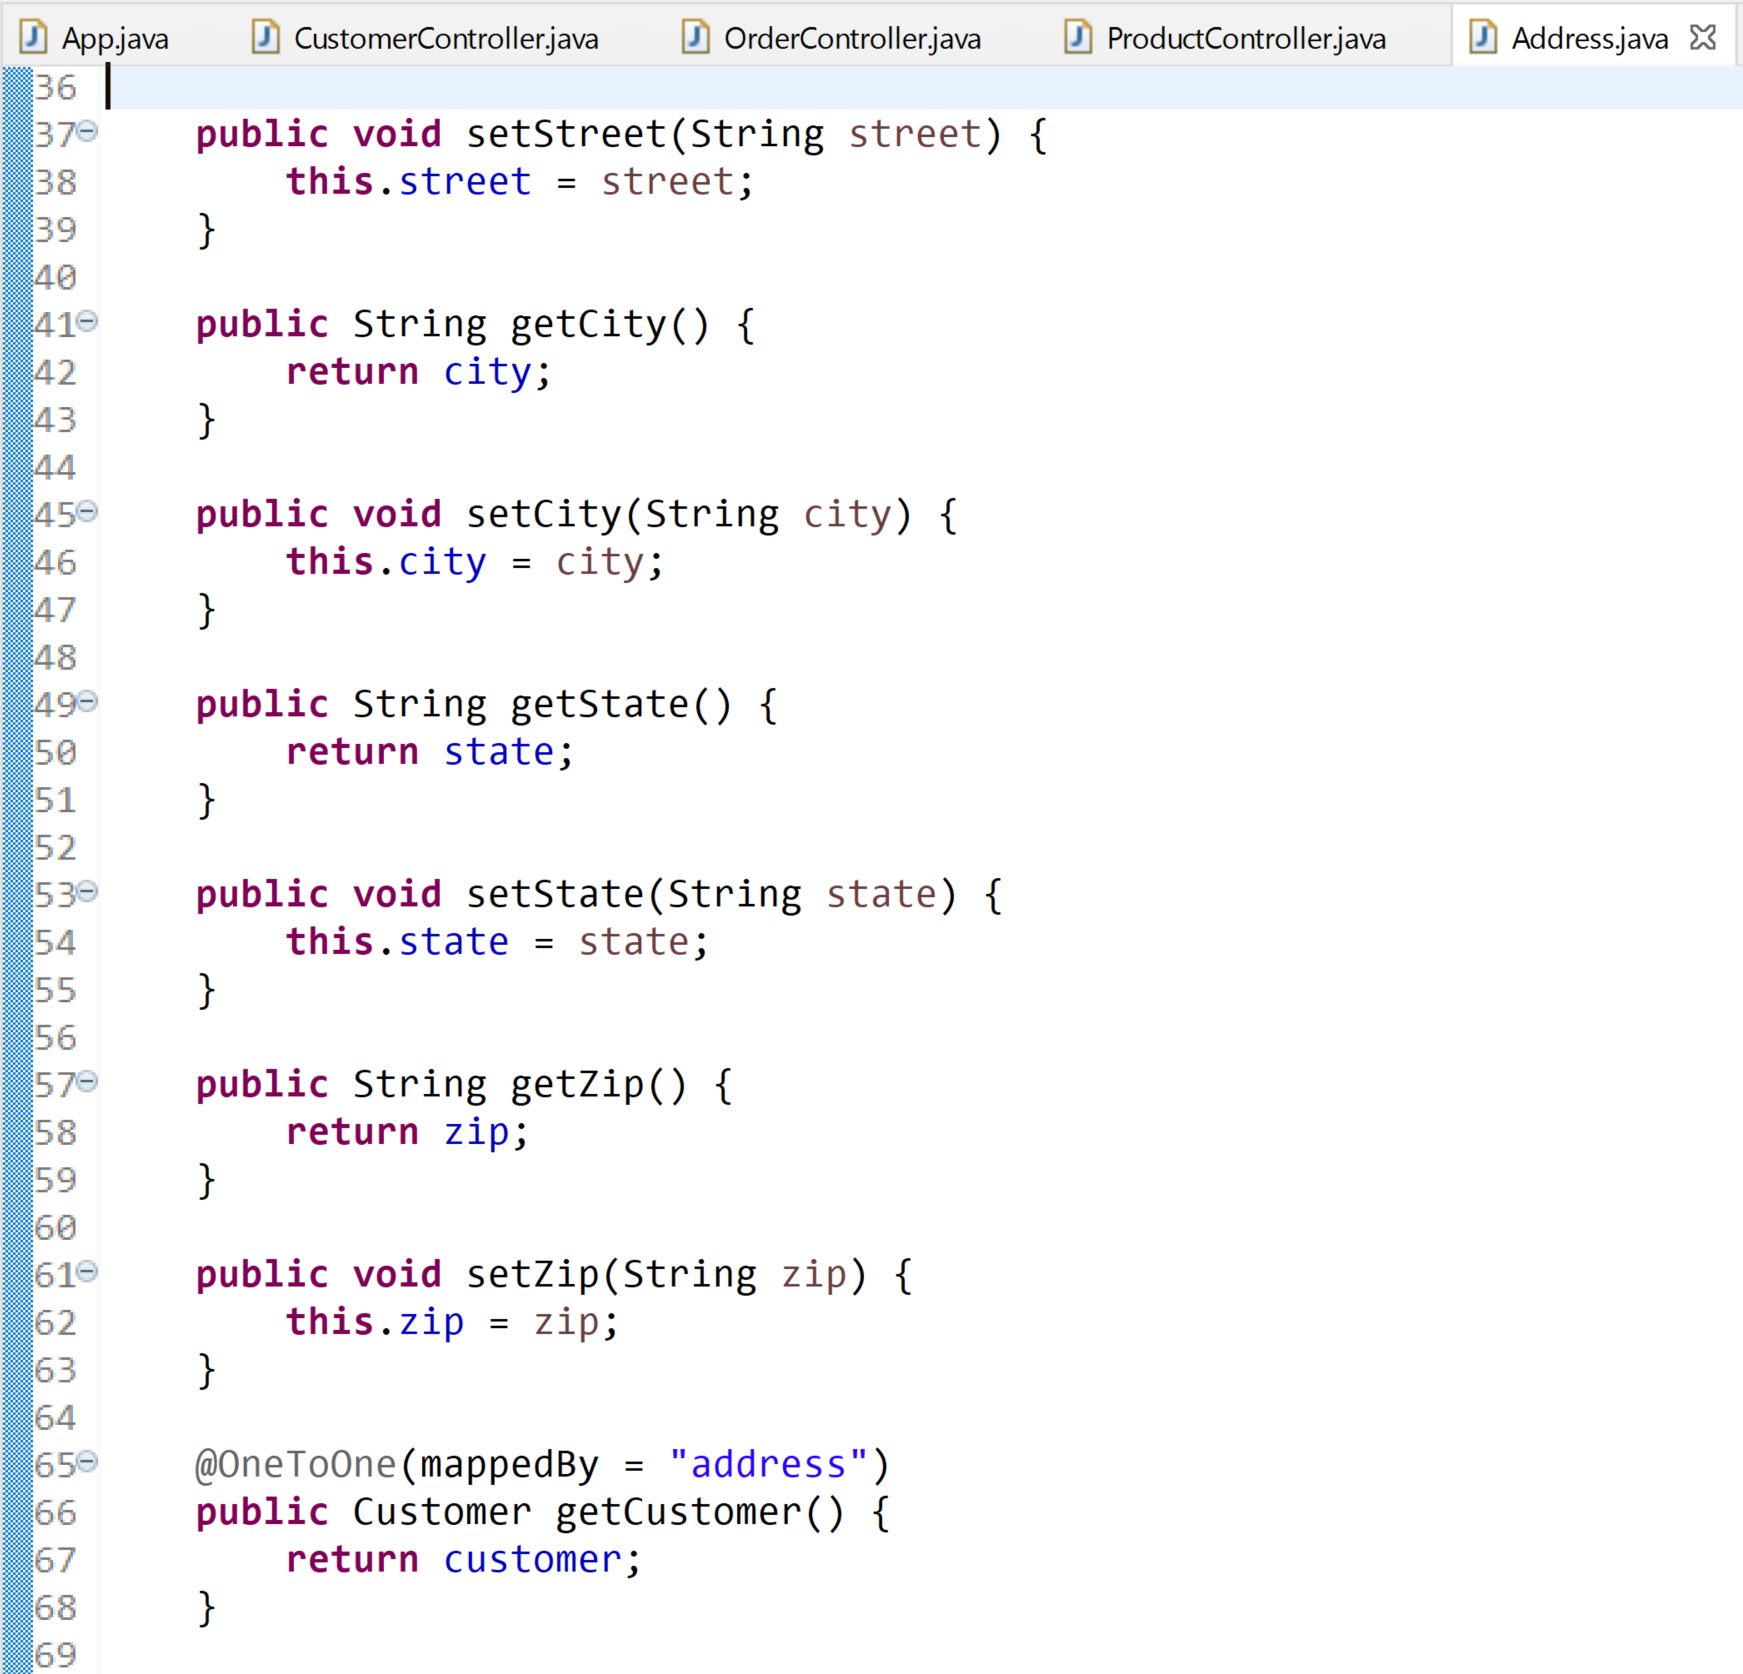 App.java CustomerController.java OrderController.java ProductController.java Address.java
36
37 public void setStreet(String street) {
38 this.street = street;
39 }
40
41 public String getCity() {
42 return city;
43 }
44
45 public void setCity(String city) {
46 this.city = city;
47 }
48
49 public String getState() {
50 return state;
51 }
52
53 public void setState(String state) {
54 this.state = state;
55 }
56
57 public String getZip() {
58 return zip;
59 }
60
61 public void setZip(String zip) {
62 this.zip = zip;
63 }
64
65 @OneToOne(mappedBy = "address")
66 public Customer getCustomer() {
67 return customer;
68 }
69